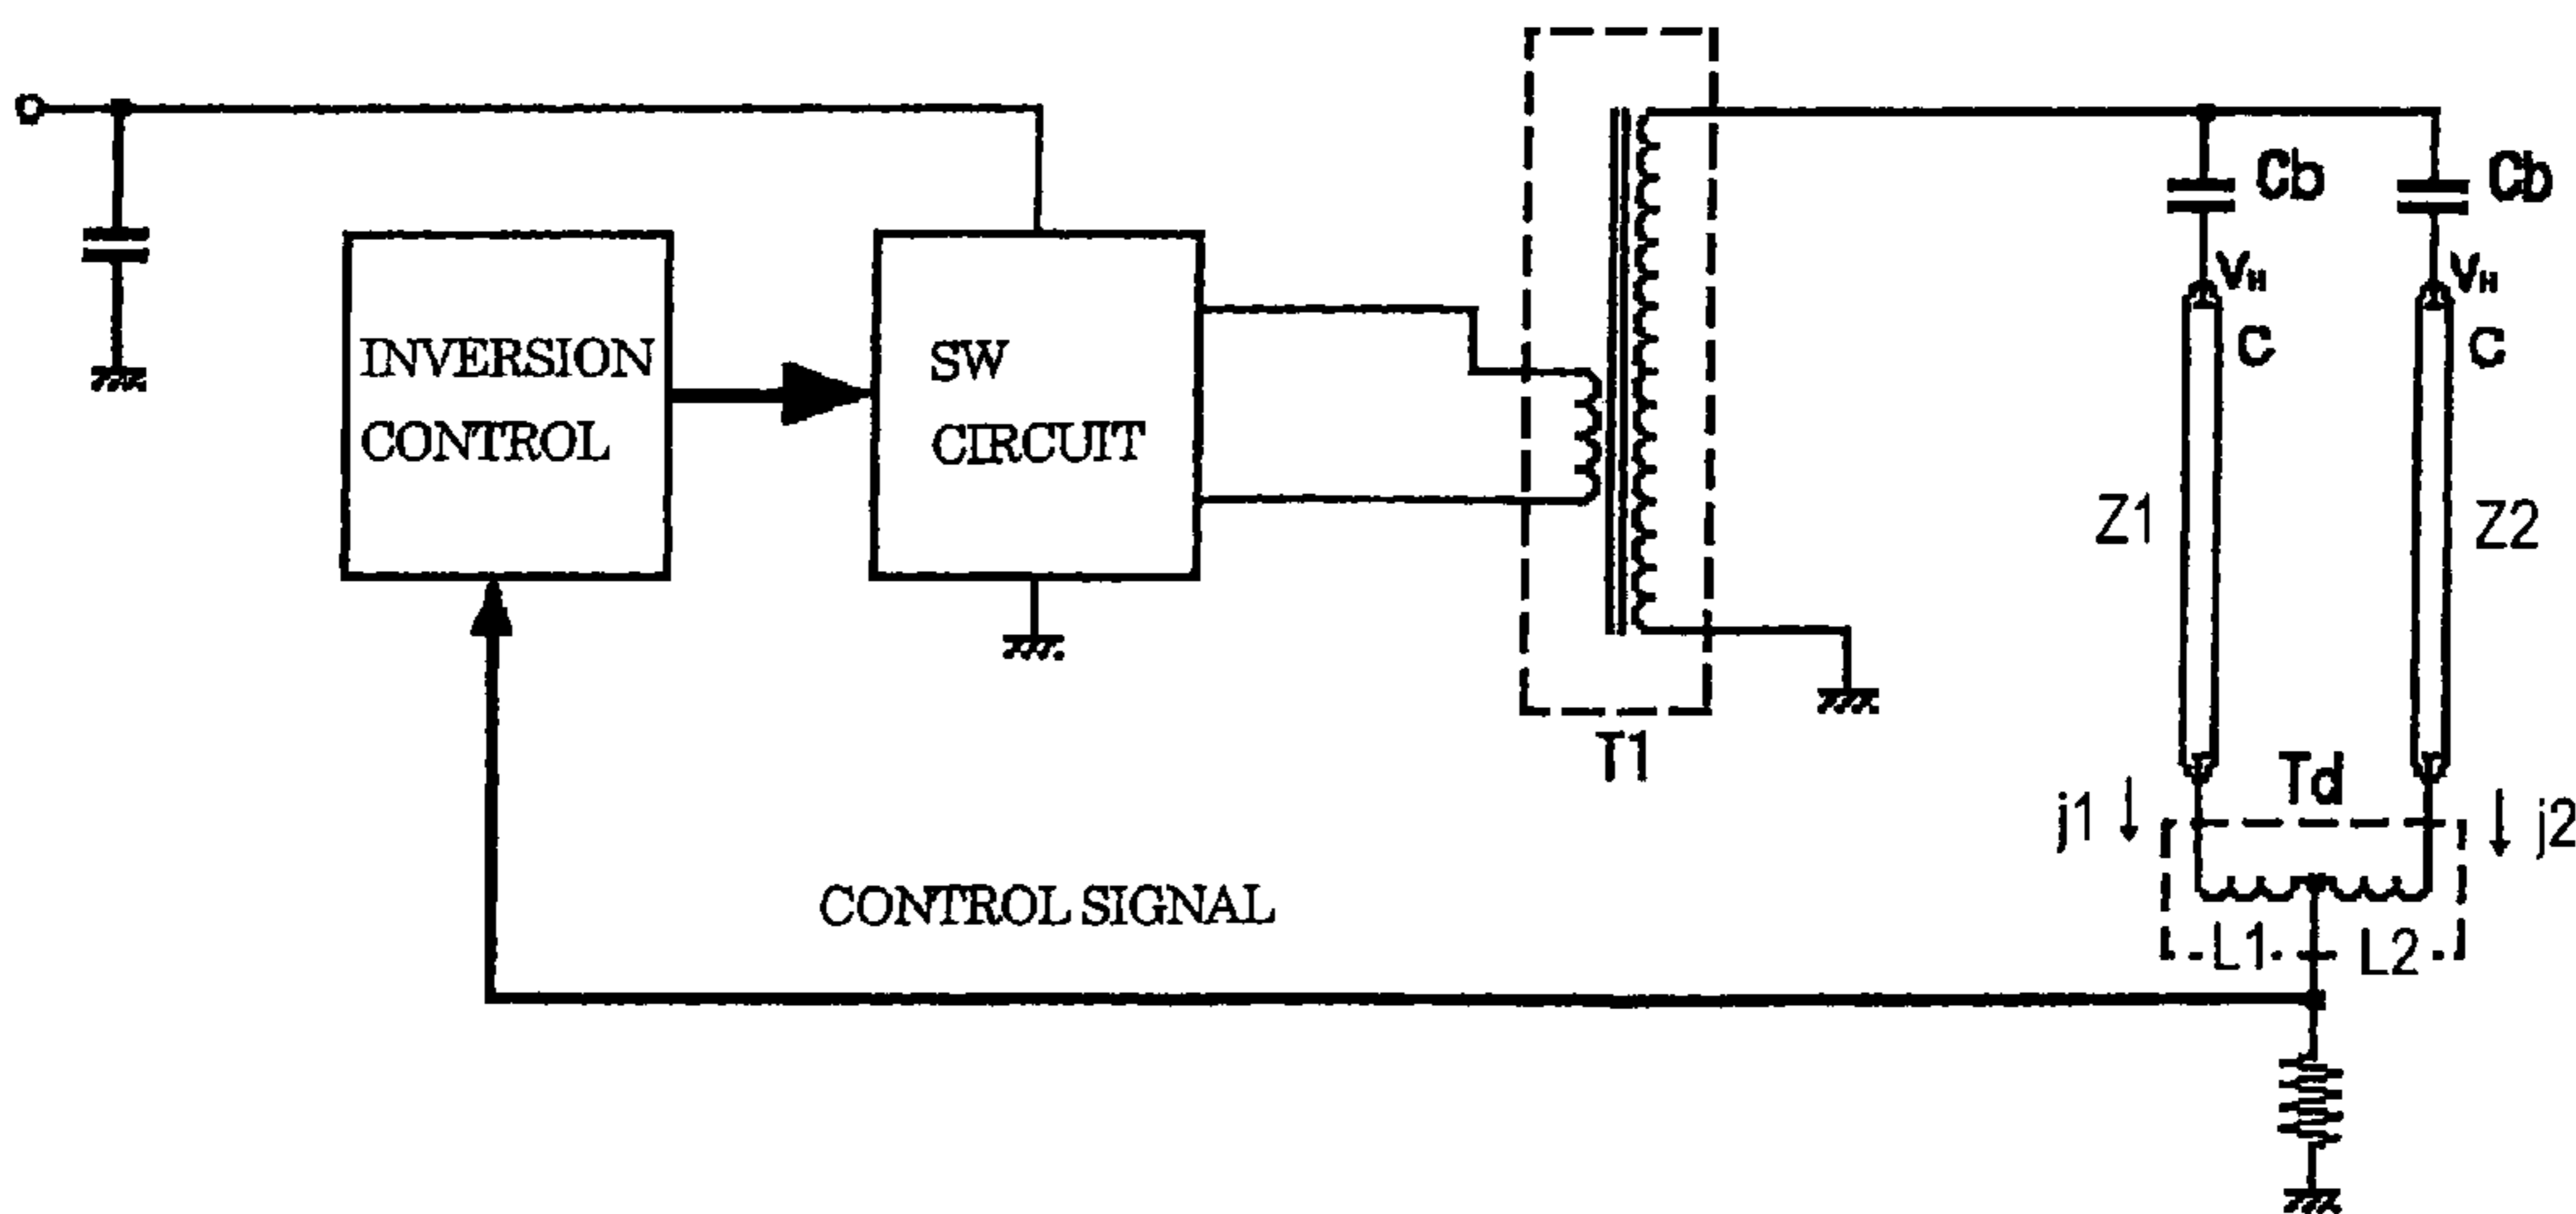 Cb
Cb
VH
VH
C
C
INVERSION
CONTROL
SW
CIRCUIT
Z1
Z2
T1
Td
j1
j2
L1
L2
CONTROL SIGNAL